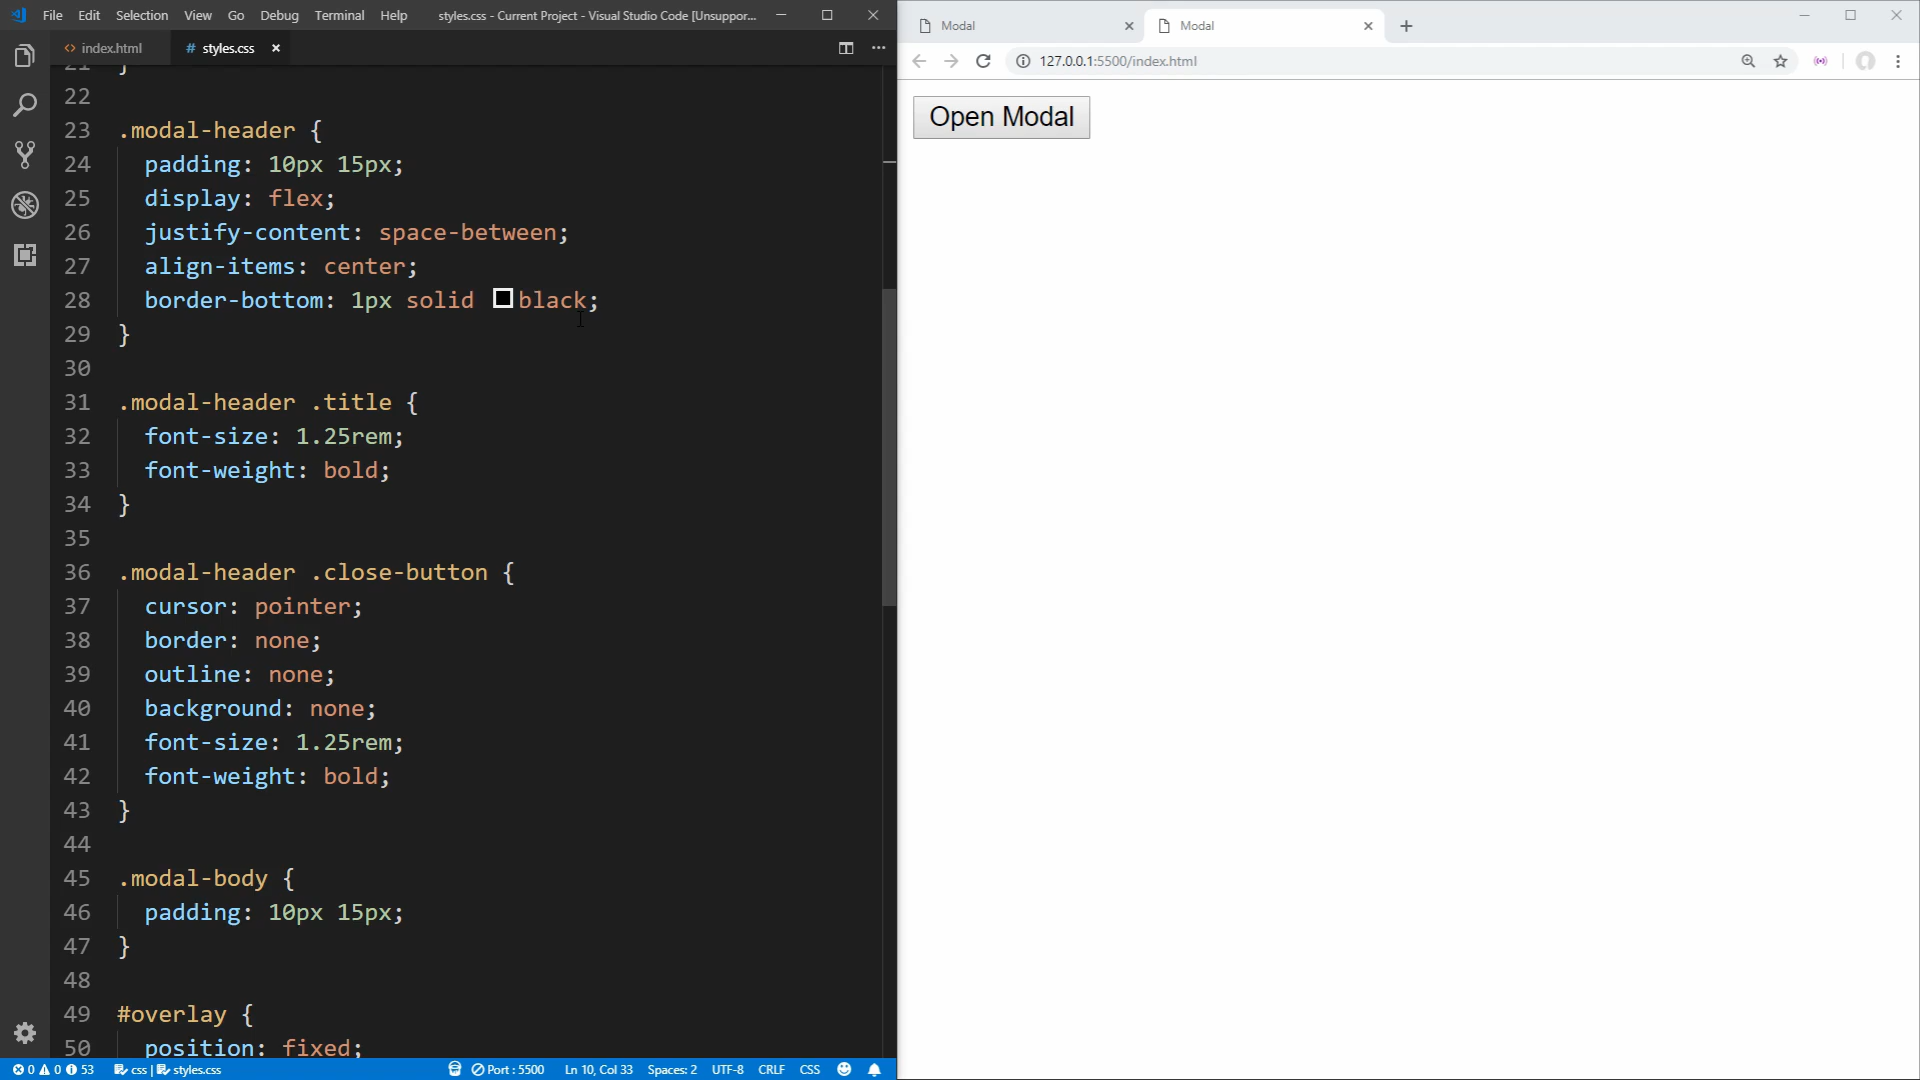 File Edit Selection View Go Debug Terminal Help styles.css - Current Project - Visual Studio Code [Unsuppor...
index.html # styles.css
21 }
22
23 .modal-header {
24 padding: 10px 15px;
25 display: flex;
26 justify-content: space-between;
27 align-items: center;
28 border-bottom: 1px solid black;
29 }
30
31 .modal-header .title {
32 font-size: 1.25rem;
33 font-weight: bold;
34 }
35
36 .modal-header .close-button {
37 cursor: pointer;
38 border: none;
39 outline: none;
40 background: none;
41 font-size: 1.25rem;
42 font-weight: bold;
43 }
44
45 .modal-body {
46 padding: 10px 15px;
47 }
48
49 #overlay {
50 position: fixed;
0 0 53 css | styles.css Port : 5500 Ln 10, Col 33 Spaces: 2 UTF-8 CRLF CSS
Modal Modal
127.0.0.1:5500/index.html
Open Modal